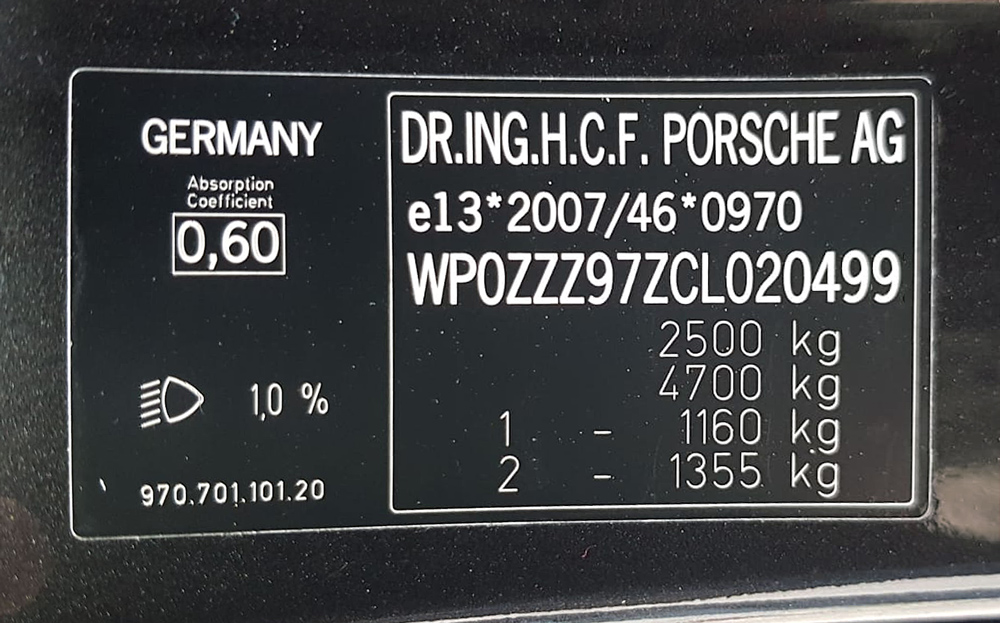 GERMANY
Absorption
Coefficient
0,60
1,0 %
970.701.101.20
DR.ING.H.C.F. PORSCHE AG
e13*2007/46*0970
WP0ZZZ97ZCL020499
2500 kg
4700 kg
1 - 1160 kg
2 - 1355 kg